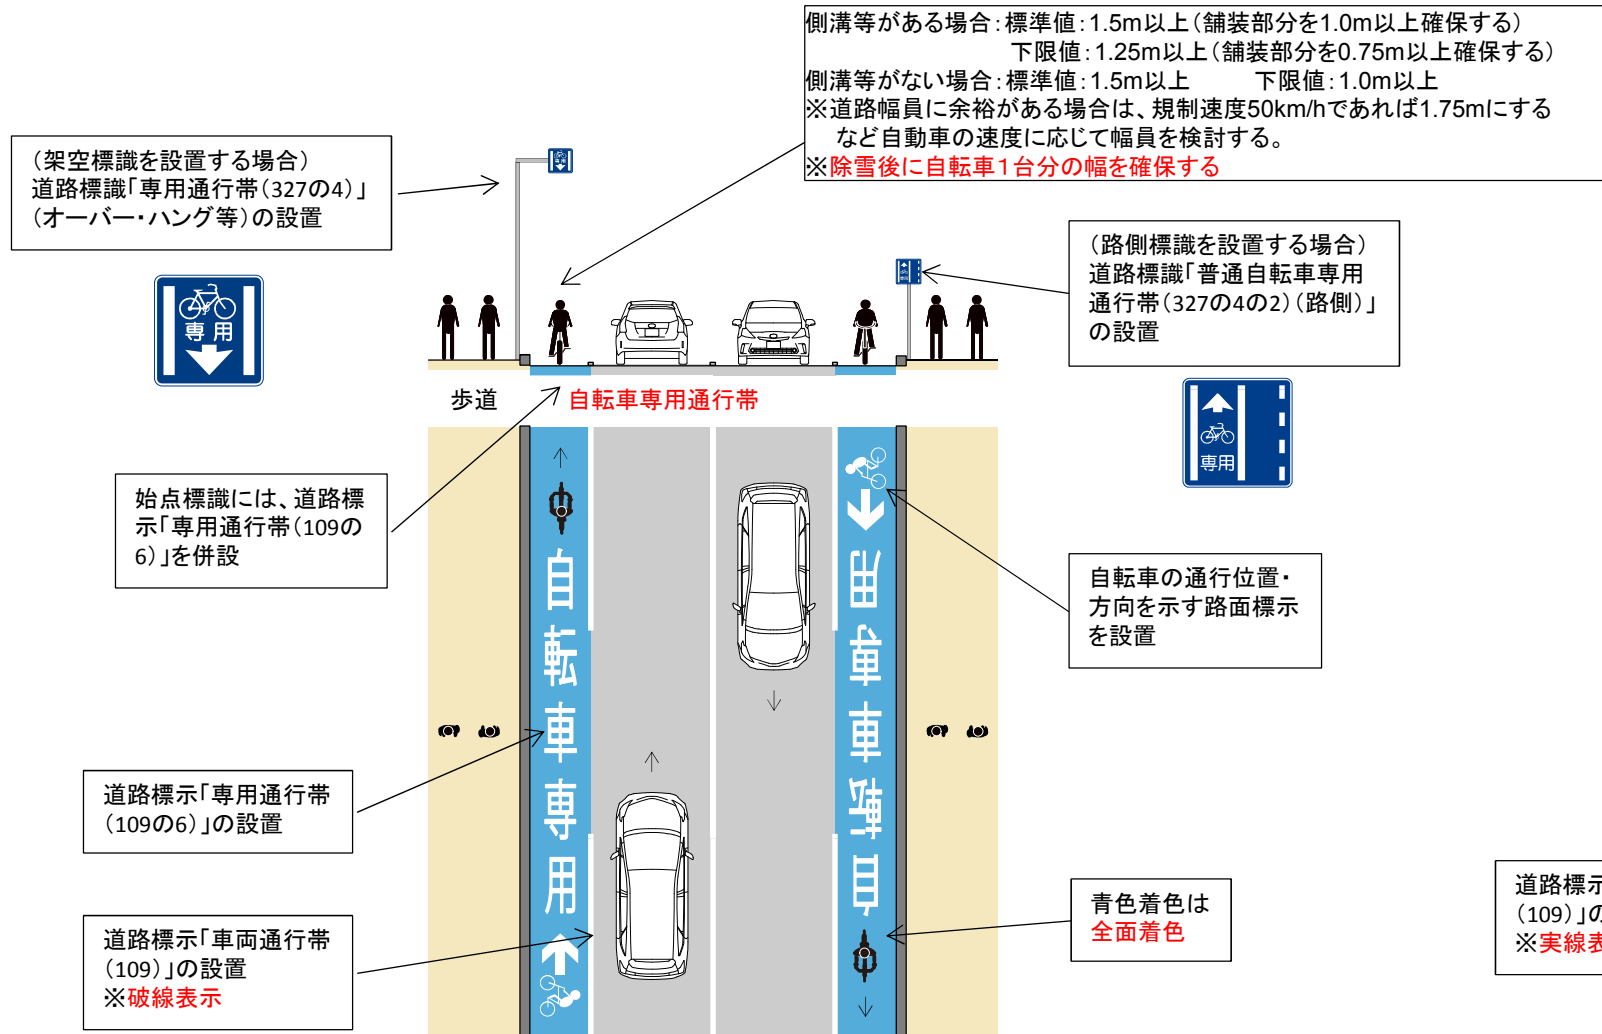 側溝等がある場合:標準値:1.5m以上(舗装部分を1.0m以上確保する)
下限値:1.25m以上(舗装部分を0.75m以上確保する)
側溝等がない場合:標準値:1.5m以上　下限値:1.0m以上
※道路幅員に余裕がある場合は、規制速度50km/hであれば1.75mにする
など自動車の速度に応じて幅員を検討する。
※除雪後に自転車1台分の幅を確保する
(架空標識を設置する場合)
道路標識「専用通行帯(327の4)」
(オーバー・ハング等)の設置
専用
(路側標識を設置する場合)
道路標識「普通自転車専用
通行帯(327の4の2)(路側)」
の設置
専用
歩道
自転車専用通行帯
始点標識には、道路標
示「専用通行帯(109の
6)」を併設
自転車の通行位置・
方向を示す路面標示
を設置
自転車専用
自転車専用
道路標示「専用通行帯
(109の6)」の設置
道路標示「車両通行帯
(109)」の設置
※破線表示
青色着色は
全面着色
道路標示
(109)」の
※実線表